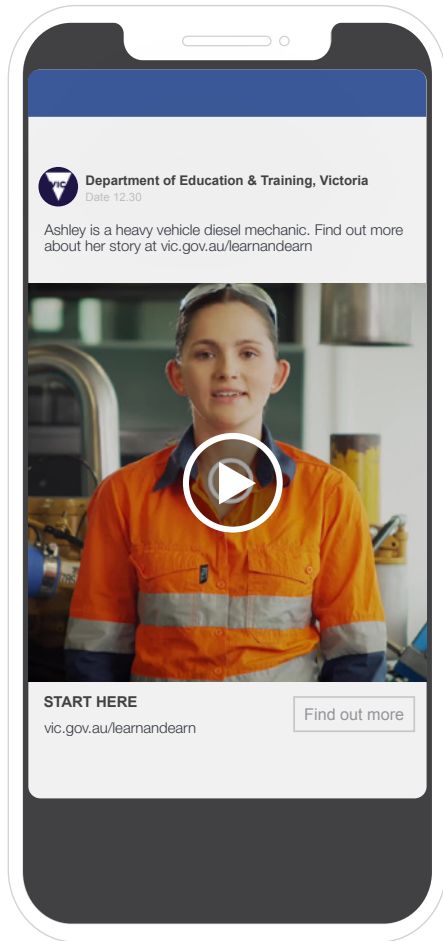 VIC
Department of Education & Training, Victoria
Date 12.30
Ashley is a heavy vehicle diesel mechanic. Find out more
about her story at vic.gov.au/learnandearn
START HERE
vic.gov.au/learnandearn
Find out more